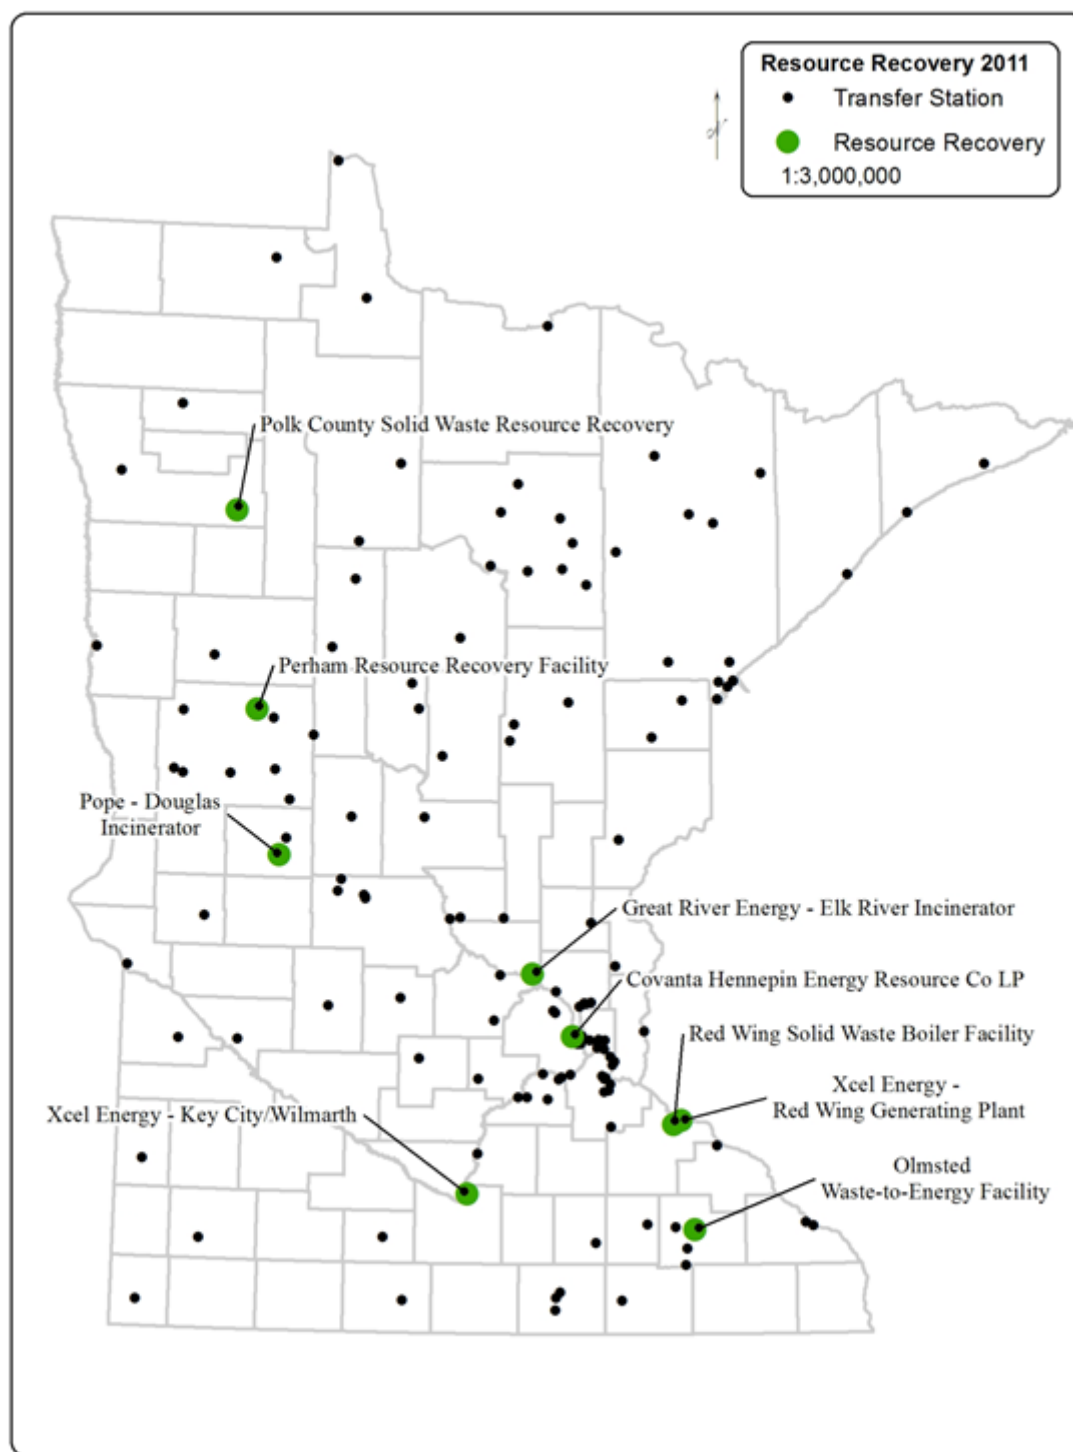 Resource Recovery 2011
Transfer Station
Resource Recovery
1:3,000,000
N
Polk County Solid Waste Resource Recovery
Perham Resource Recovery Facility
Pope - Douglas
Incinerator
Great River Energy - Elk River Incinerator
Covanta Hennepin Energy Resource Co LP
Red Wing Solid Waste Boiler Facility
Xcel Energy -
Red Wing Generating Plant
Xcel Energy - Key City/Wilmarth
Olmsted
Waste-to-Energy Facility